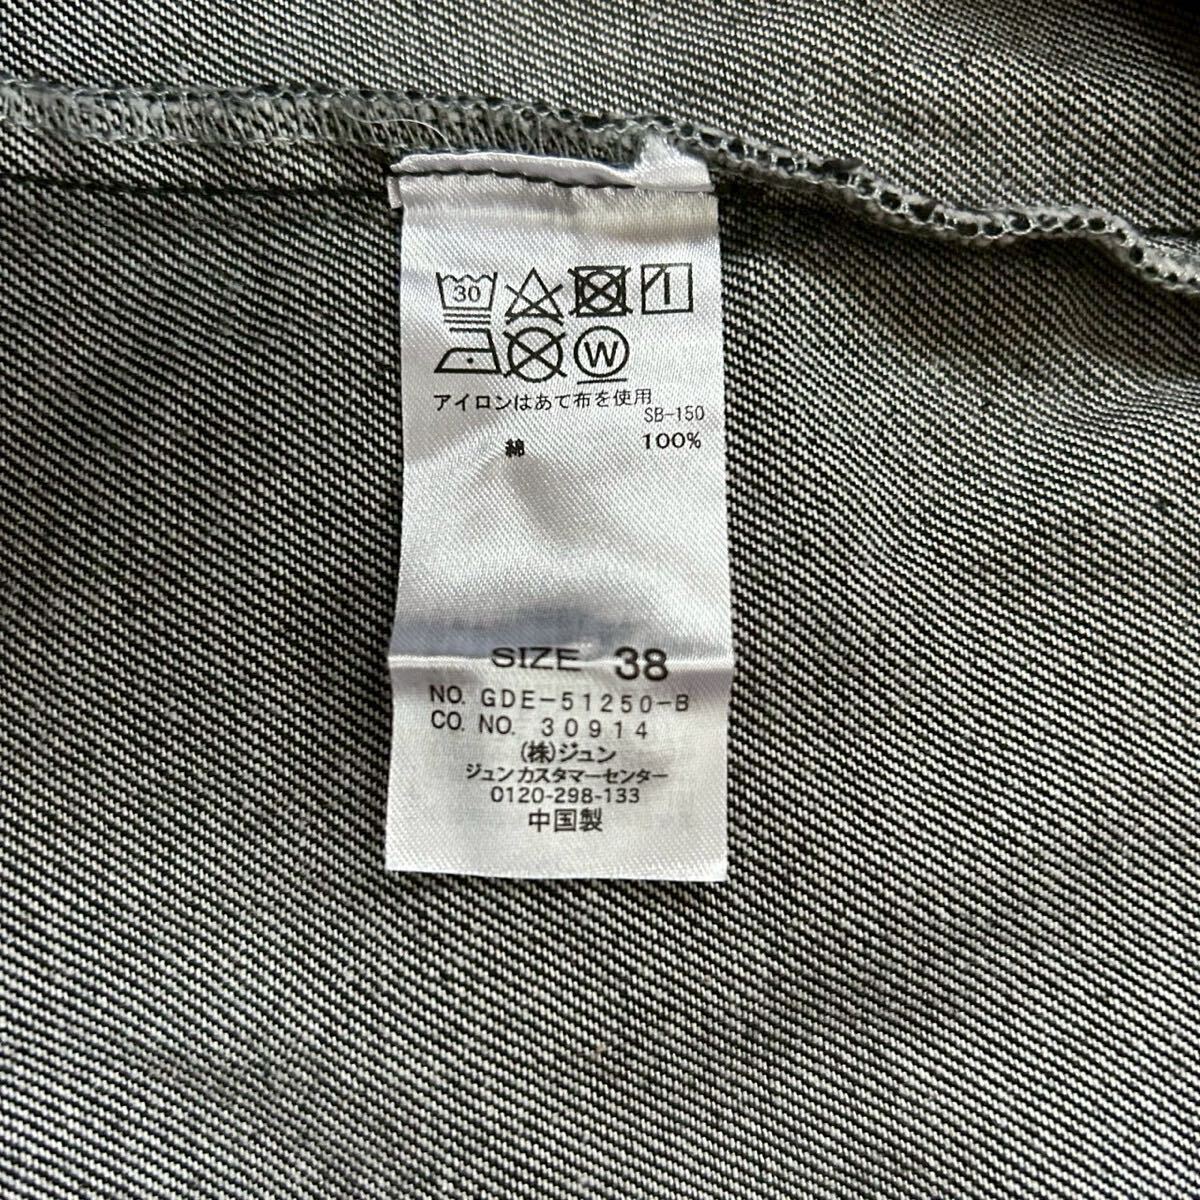 30
W
アイロンはあて布を使用
SB-150
綿 100%
SIZE 38
NO. GDE-51250-B
CO. NO. 30914
(株)ジュン
ジュンカスタマーセンター
0120-298-133
中国製